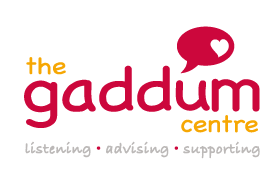 the
gaddum
centre
listening • advising • supporting